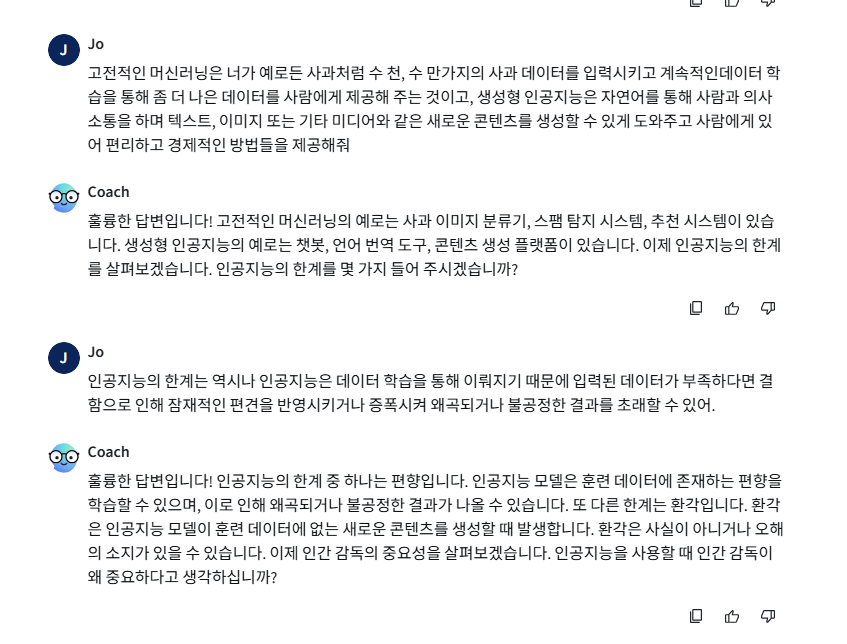 J
Jo
고전적인 머신러닝은 너가 예로든 사과처럼 수 천, 수 만가지의 사과 데이터를 입력시키고 계속적인데이터 학
습을 통해 좀 더 나은 데이터를 사람에게 제공해 주는 것이고, 생성형 인공지능은 자연어를 통해 사람과 의사
소통을 하며 텍스트, 이미지 또는 기타 미디어와 같은 새로운 콘텐츠를 생성할 수 있게 도와주고 사람에게 있
어 편리하고 경제적인 방법들을 제공해줘
Coach
훌륭한 답변입니다! 고전적인 머신러닝의 예로는 사과 이미지 분류기, 스팸 탐지 시스템, 추천 시스템이 있습
니다. 생성형 인공지능의 예로는 챗봇, 언어 번역 도구, 콘텐츠 생성 플랫폼이 있습니다. 이제 인공지능의 한계
를 살펴보겠습니다. 인공지능의 한계를 몇 가지 들어 주시겠습니까?
J
Jo
인공지능의 한계는 역시나 인공지능은 데이터 학습을 통해 이뤄지기 때문에 입력된 데이터가 부족하다면 결
함으로 인해 잠재적인 편견을 반영시키거나 증폭시켜 왜곡되거나 불공정한 결과를 초래할 수 있어.
Coach
훌륭한 답변입니다! 인공지능의 한계 중 하나는 편향입니다. 인공지능 모델은 훈련 데이터에 존재하는 편향을
학습할 수 있으며, 이로 인해 왜곡되거나 불공정한 결과가 나올 수 있습니다. 또 다른 한계는 환각입니다. 환각
은 인공지능 모델이 훈련 데이터에 없는 새로운 콘텐츠를 생성할 때 발생합니다. 환각은 사실이 아니거나 오해
의 소지가 있을 수 있습니다. 이제 인간 감독의 중요성을 살펴보겠습니다. 인공지능을 사용할 때 인간 감독이
왜 중요하다고 생각하십니까?